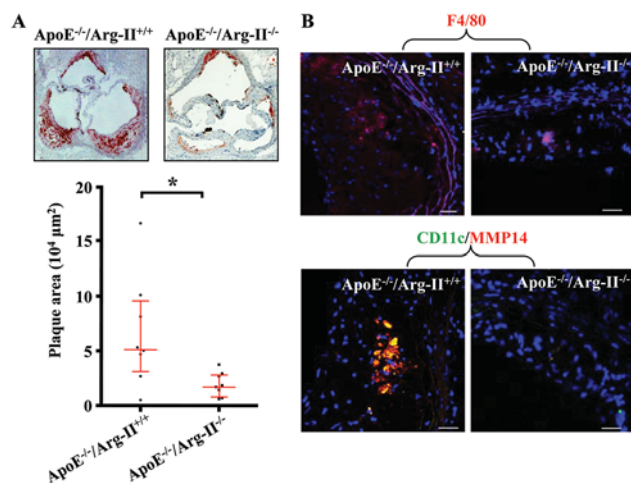 A
ApoE⁻/⁻/Arg-II⁺/⁺ ApoE⁻/⁻/Arg-II⁻/⁻
*
Plaque area (10⁴ µm²)
20
15
10
5
0
ApoE⁻/⁻/Arg-II⁺/⁺
ApoE⁻/⁻/Arg-II⁻/⁻
B
F4/80
ApoE⁻/⁻/Arg-II⁺/⁺ ApoE⁻/⁻/Arg-II⁻/⁻
CD11c/MMP14
ApoE⁻/⁻/Arg-II⁺/⁺ ApoE⁻/⁻/Arg-II⁻/⁻